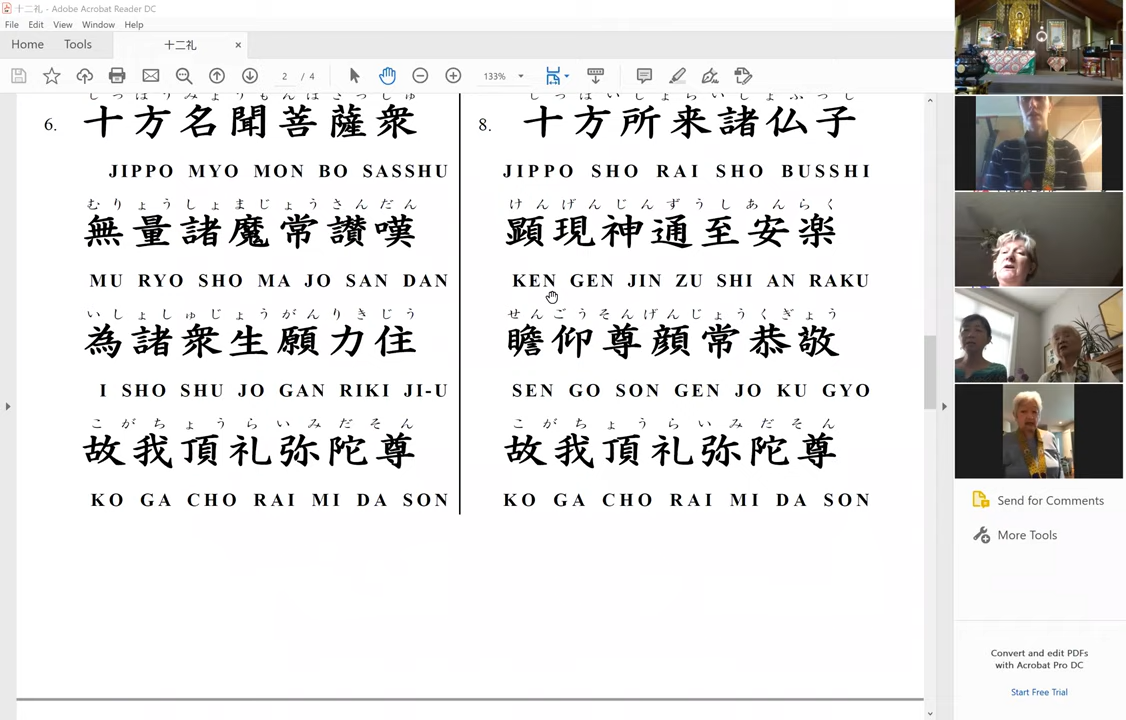 十二礼 - Adobe Acrobat Reader DC
File Edit View Window Help
Home Tools 十二礼 ×
2 / 4 133%
6.
十方名聞菩薩衆
JIPPO MYO MON BO SASSHU
むりょうしょまじょうさんだん
無量諸魔常讃嘆
MU RYO SHO MA JO SAN DAN
いしょしゅじょうがんりきじう
為諸衆生願力住
I SHO SHU JO GAN RIKI JI-U
こがちょうらいみだそん
故我頂礼弥陀尊
KO GA CHO RAI MI DA SON
8.
十方所来諸仏子
JIPPO SHO RAI SHO BUSSHI
けんげんじんずうしあんらく
顕現神通至安楽
KEN GEN JIN ZU SHI AN RAKU
せんごうそんげんじょうくぎょう
瞻仰尊顔常恭敬
SEN GO SON GEN JO KU GYO
こがちょうらいみだそん
故我頂礼弥陀尊
KO GA CHO RAI MI DA SON
Send for Comments
More Tools
Convert and edit PDFs
with Acrobat Pro DC
Start Free Trial